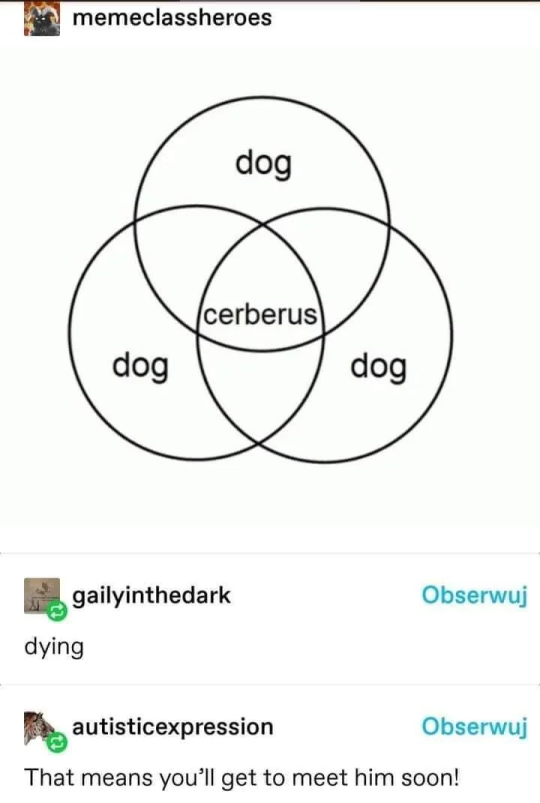 memeclassheroes
dog
cerberus
dog dog
gailyinthedark Obserwuj
dying
autisticexpression Obserwuj
That means you'll get to meet him soon!